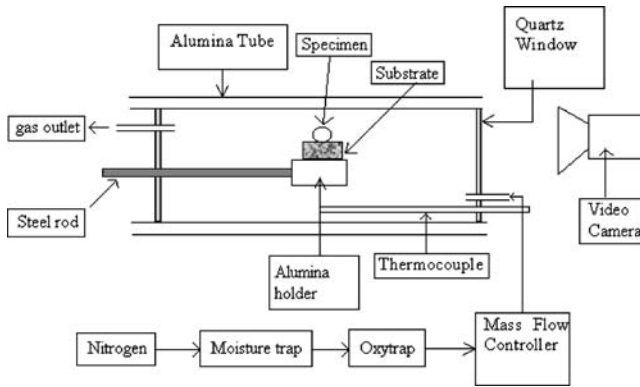 Alumina Tube
Specimen
Substrate
Quartz
Window
gas outlet
Steel rod
Video
Camera
Alumina
holder
Thermocouple
Nitrogen
Moisture trap
Oxytrap
Mass Flow
Controller